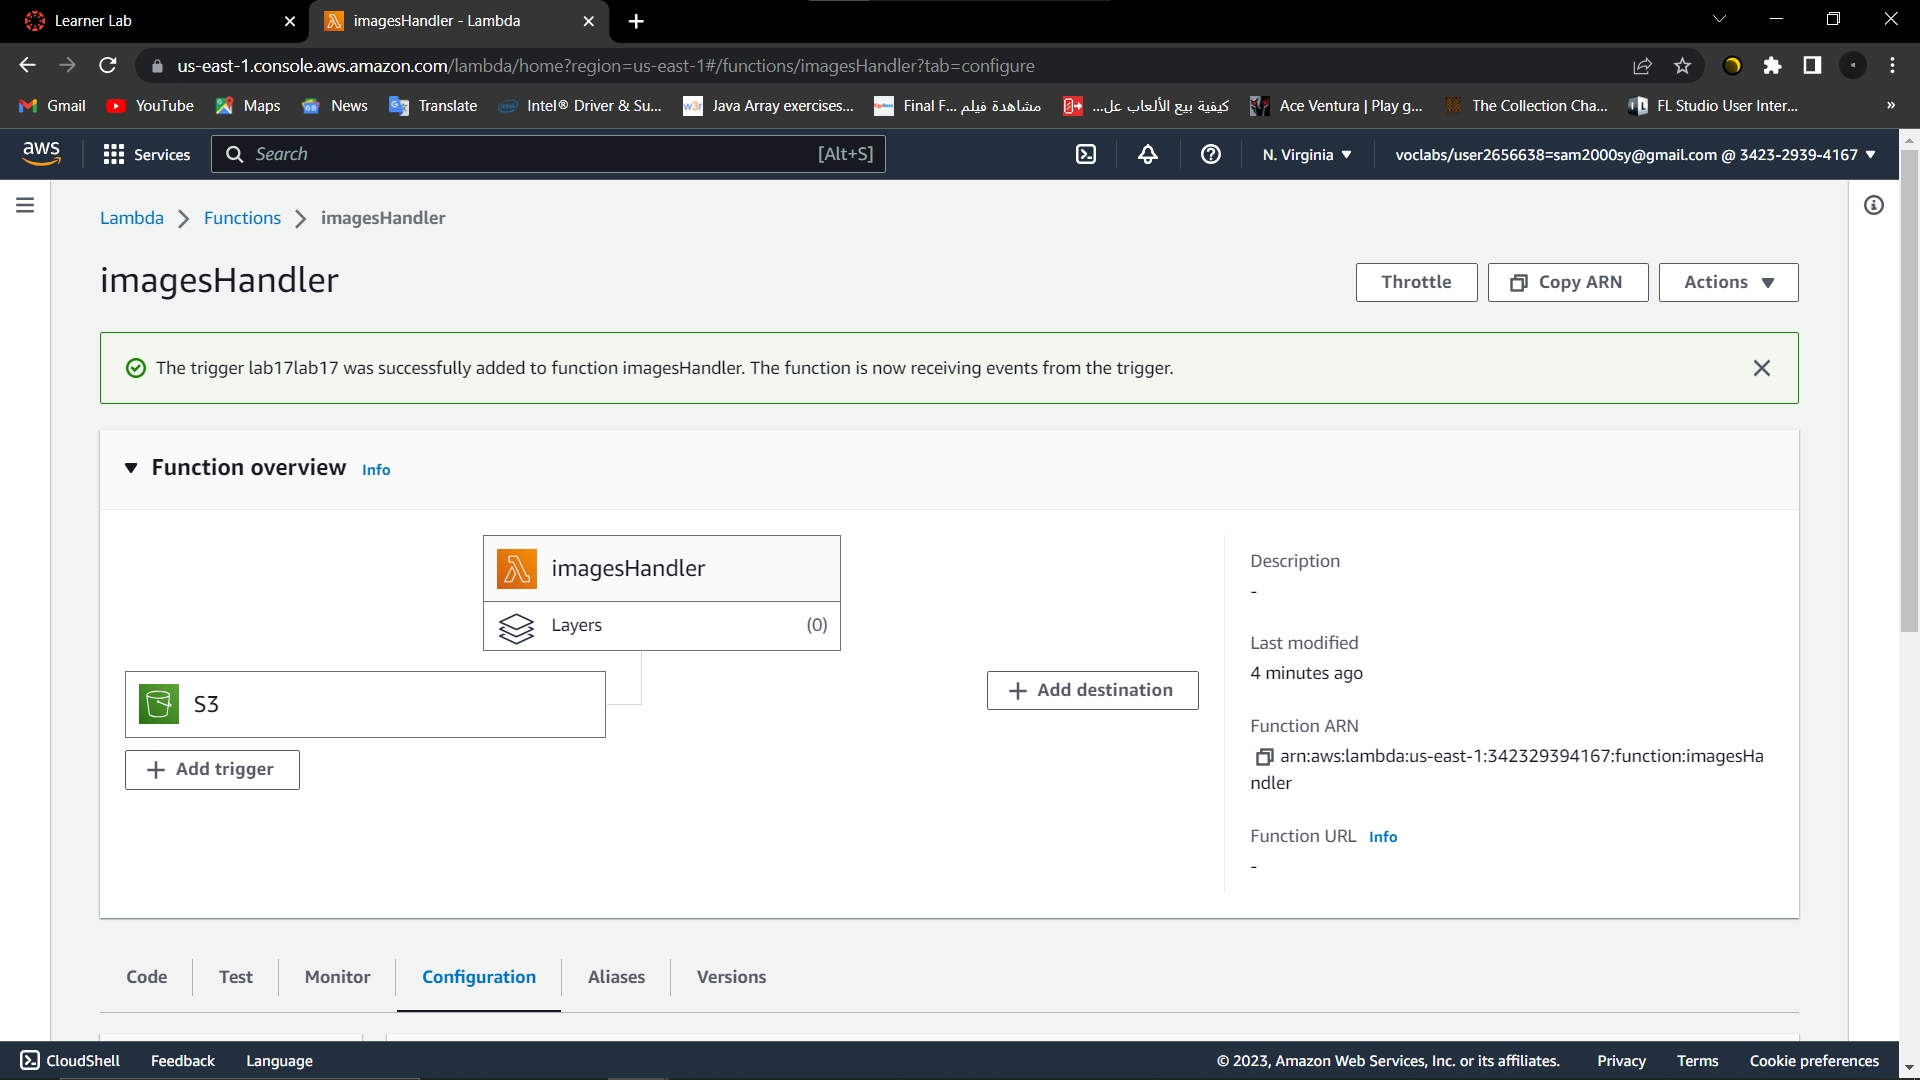 Learner Lab
imagesHandler - Lambda
us-east-1.console.aws.amazon.com/lambda/home?region=us-east-1#/functions/imagesHandler?tab=configure
Gmail
YouTube
Maps
News
Translate
Intel® Driver & Su...
w3r
Java Array exercises...
مشاهدة فيلم Final F...
كيفية بيع الألعاب عل...
Ace Ventura | Play g...
The Collection Cha...
FL Studio User Inter...
»
aws
Services
Search
[Alt+S]
N. Virginia
voclabs/user2656638=sam2000sy@gmail.com @ 3423-2939-4167
Lambda
Functions
imagesHandler
imagesHandler
Throttle
Copy ARN
Actions
The trigger lab17lab17 was successfully added to function imagesHandler. The function is now receiving events from the trigger.
Function overview Info
imagesHandler
Layers (0)
S3
+ Add trigger
+ Add destination
Description
-
Last modified
4 minutes ago
Function ARN
arn:aws:lambda:us-east-1:342329394167:function:imagesHa
ndler
Function URL Info
-
Code
Test
Monitor
Configuration
Aliases
Versions
CloudShell
Feedback
Language
© 2023, Amazon Web Services, Inc. or its affiliates.
Privacy
Terms
Cookie preferences